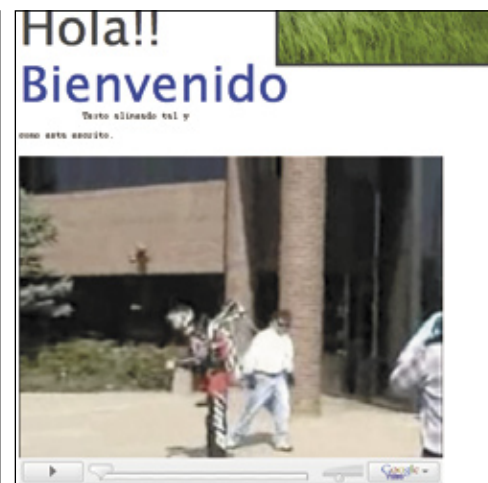 Hola!!
Bienvenido
Texto alineado tal y
como esta escrito.
Google